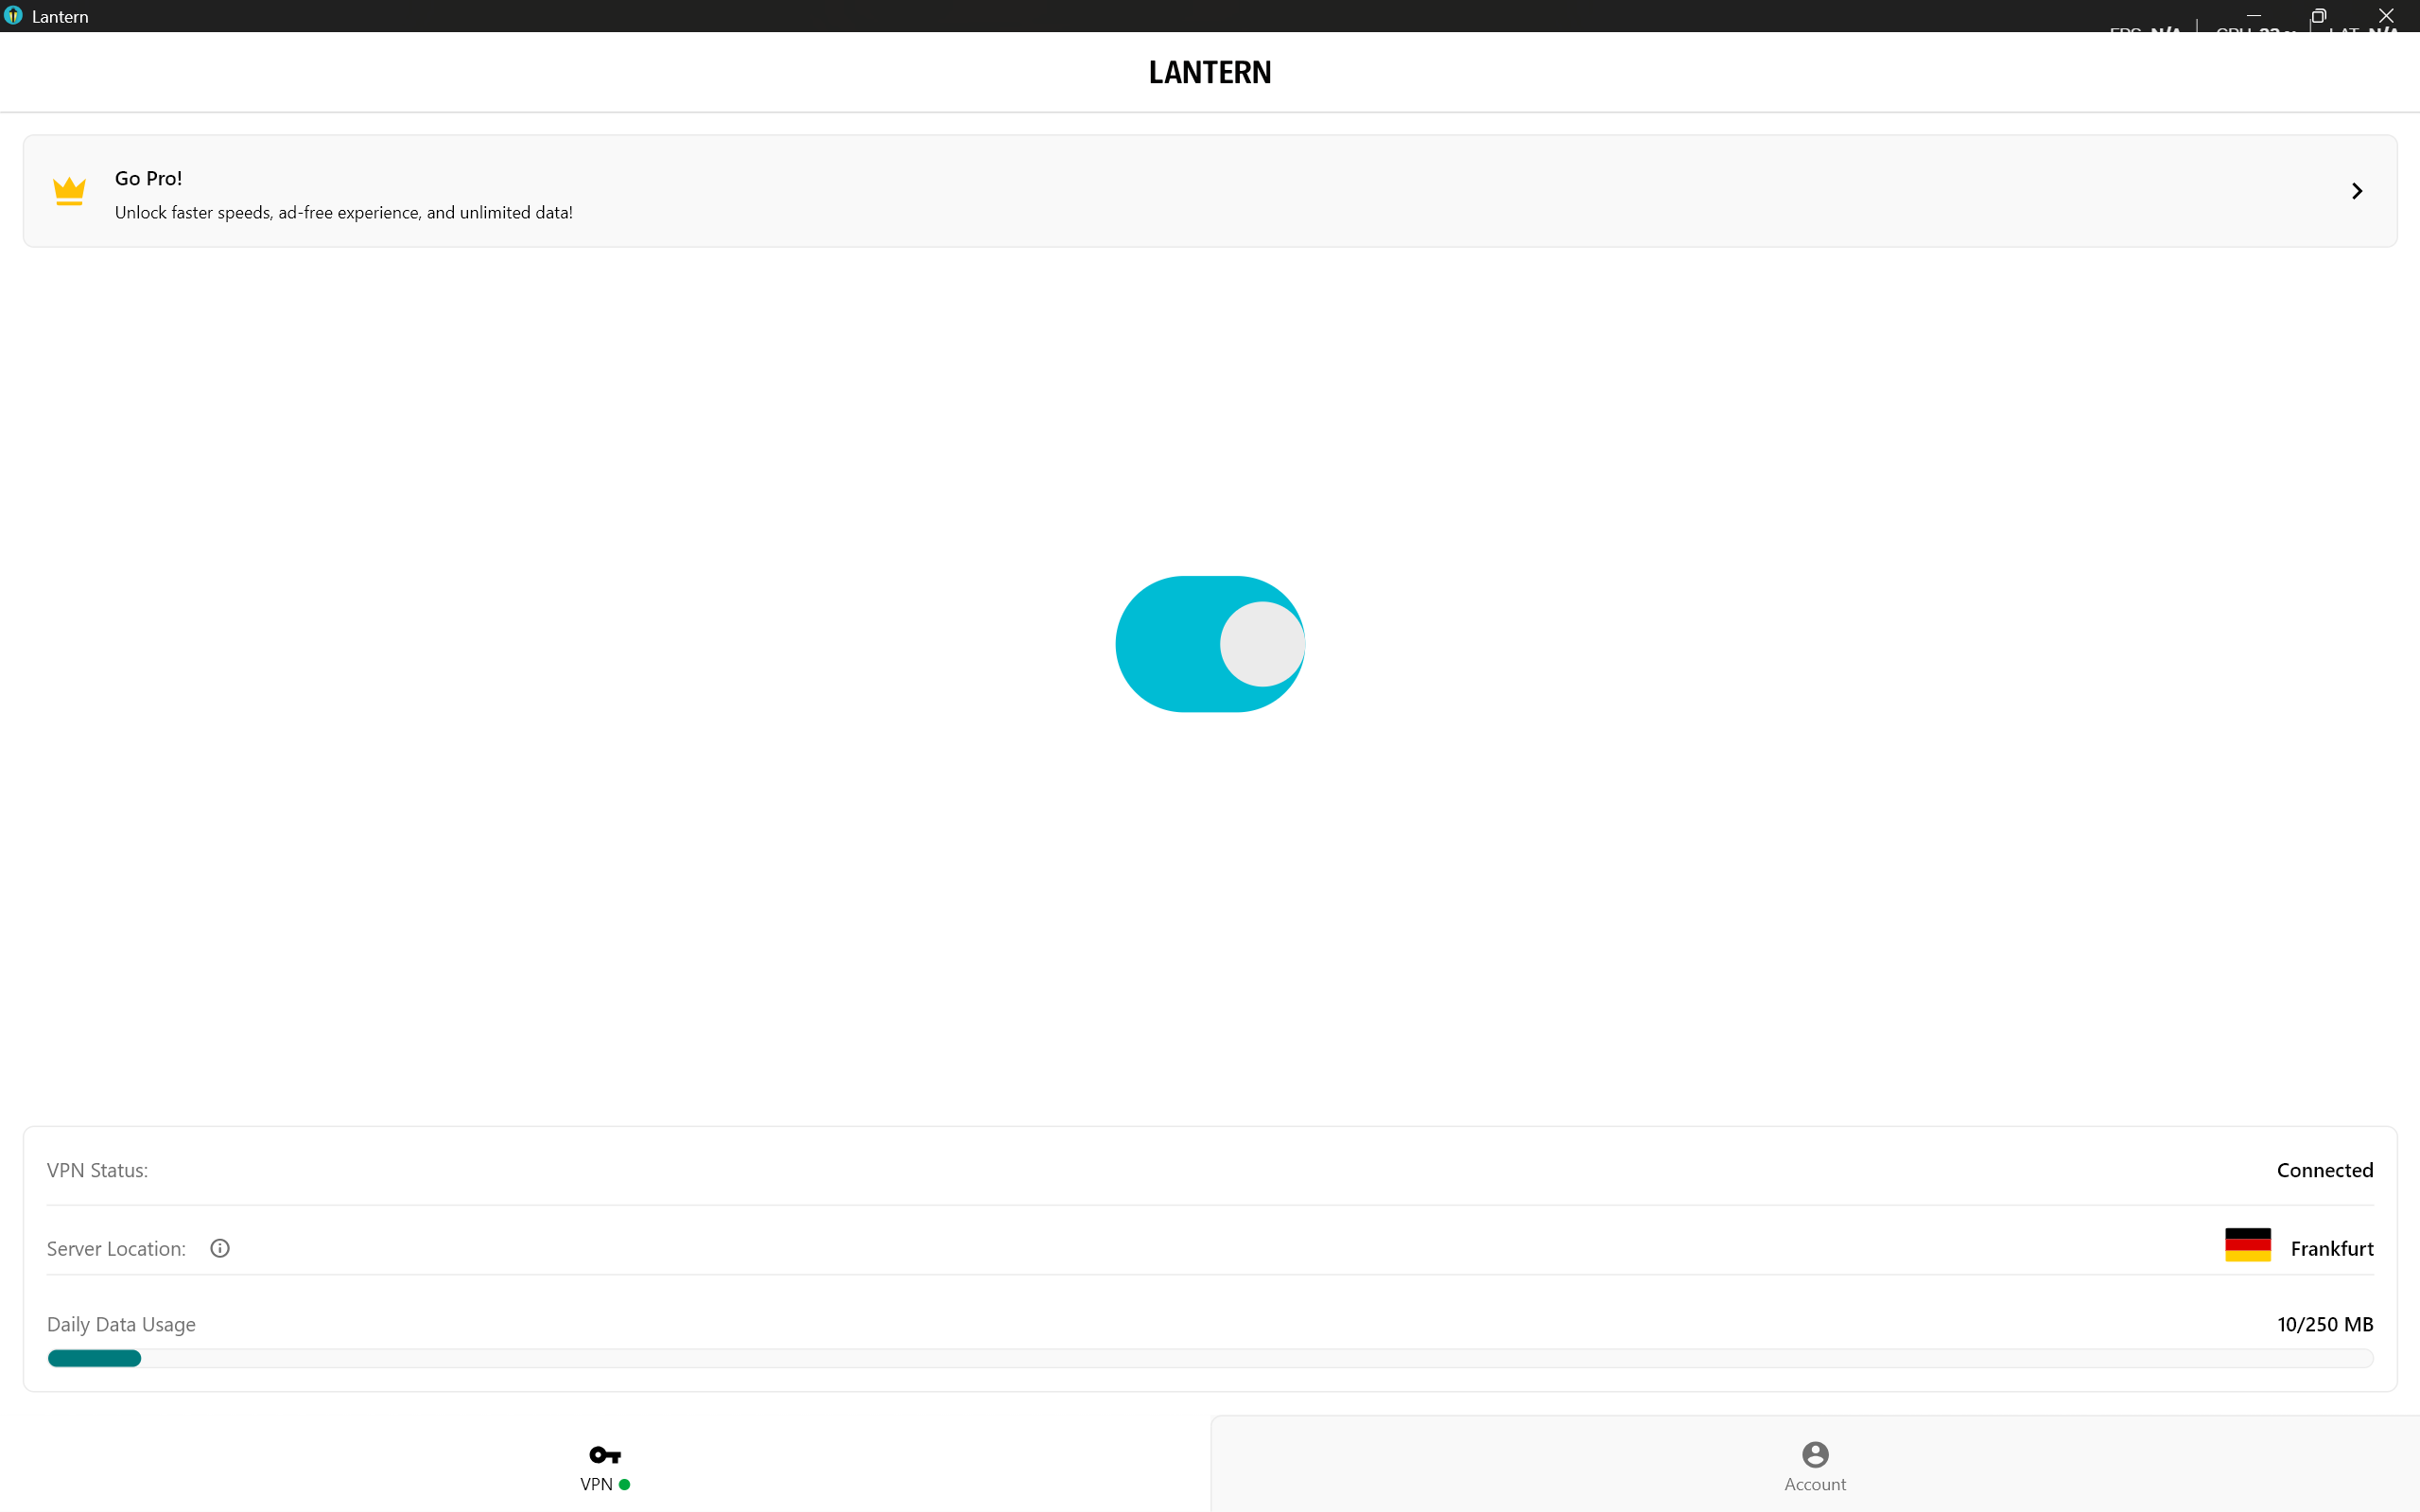 Lantern
LANTERN
Go Pro!
Unlock faster speeds, ad-free experience, and unlimited data!
VPN Status:
Connected
Server Location:
Frankfurt
Daily Data Usage
10/250 MB
VPN
Account